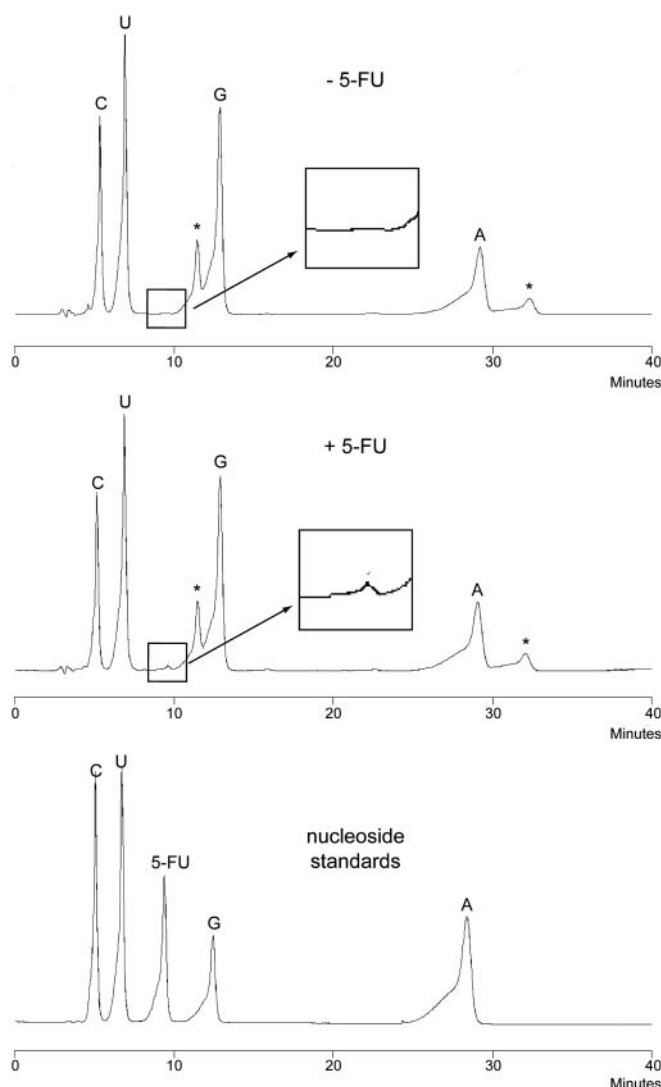 U
C
- 5-FU
G
*
A
*
0 10 20 30 40
Minutes
U
+ 5-FU
C
G
*
A
*
0 10 20 30 40
Minutes
C U
5-FU
nucleoside
standards
G
A
0 10 20 30 40
Minutes